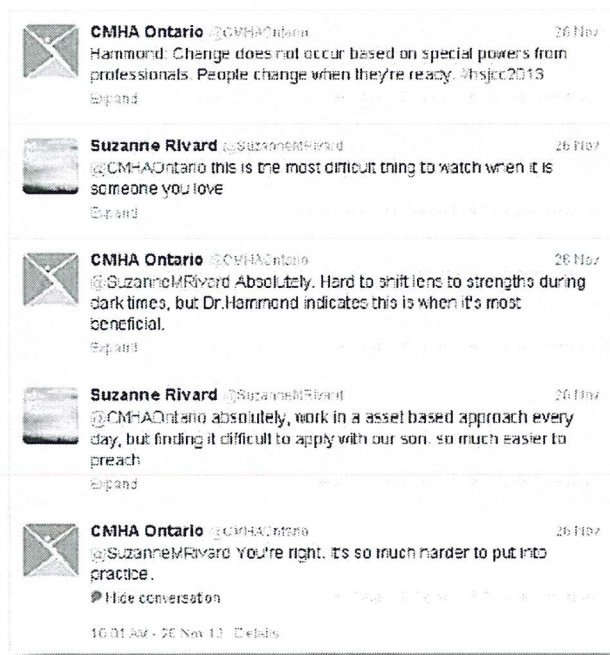 CMHA Ontario @CMHAOntario 26 Nov
Hammond: Change does not occur based on special powers from
professionals. People change when they're ready. #hsjcc2013
Expand
Suzanne Rivard @SuzanneMRivard 26 Nov
@CMHAOntario this is the most difficult thing to watch when it is
someone you love
Expand
CMHA Ontario @CMHAOntario 26 Nov
@SuzanneMRivard Absolutely. Hard to shift lens to strengths during
dark times, but Dr.Hammond indicates this is when it's most
beneficial.
Expand
Suzanne Rivard @SuzanneMRivard 26 Nov
@CMHAOntario absolutely, work in a asset based approach every
day, but finding it difficult to apply with our son. so much easier to
preach
Expand
CMHA Ontario @CMHAOntario 26 Nov
@SuzanneMRivard You're right. It's so much harder to put into
practice.
Hide conversation
10:01 AM - 26 Nov 13 Details